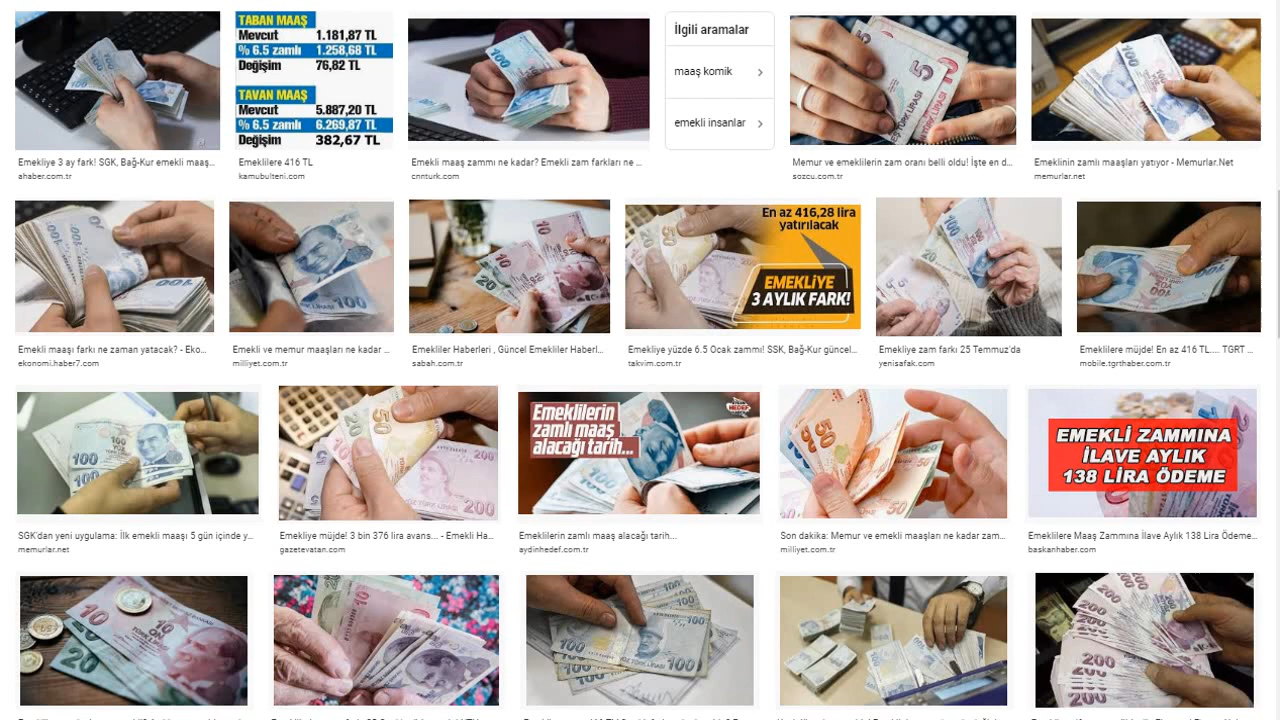 TABAN MAAŞ
Mevcut 1.181,87 TL
% 6.5 zamlı 1.258,68 TL
Değişim 76,82 TL
TAVAN MAAŞ
Mevcut 5.887,20 TL
% 6.5 zamlı 6.269,87 TL
Değişim 382,67 TL
İlgili aramalar
maaş komik
emekli insanlar
Emekliye 3 ay fark! SGK, Bağ-Kur emekli maaş...
ahaber.com.tr
Emeklilere 416 TL
kamubulteni.com
Emekli maaş zammı ne kadar? Emekli zam farkları ne ...
cnnturk.com
Memur ve emeklilerin zam oranı belli oldu! İşte en d...
sozcu.com.tr
Emeklinin zamlı maaşları yatıyor - Memurlar.Net
memurlar.net
En az 416,28 lira
yatırılacak
EMEKLİYE
3 AYLIK FARK!
Emekli maaşı farkı ne zaman yatacak? - Eko...
ekonomi.haber7.com
Emekli ve memur maaşları ne kadar ...
milliyet.com.tr
Emekliler Haberleri , Güncel Emekliler Haberl...
sabah.com.tr
Emekliye yüzde 6.5 Ocak zammı! SSK, Bağ-Kur güncel...
takvim.com.tr
Emekliye zam farkı 25 Temmuz'da
yenisafak.com
Emeklilere müjde! En az 416 TL.... TGRT ...
mobile.tgrthaber.com.tr
Emeklilerin
zamlı maaş
alacağı tarih...
HEDEF
EMEKLİ ZAMMINA
İLAVE AYLIK
138 LİRA ÖDEME
SGK'dan yeni uygulama: İlk emekli maaşı 5 gün içinde y...
memurlar.net
Emekliye müjde! 3 bin 376 lira avans... - Emekli Ha...
gazetevatan.com
Emeklilerin zamlı maaş alacağı tarih...
aydinhedef.com.tr
Son dakika: Memur ve emekli maaşları ne kadar zam...
milliyet.com.tr
Emeklilere Maaş Zammına İlave Aylık 138 Lira Ödeme...
baskanhaber.com